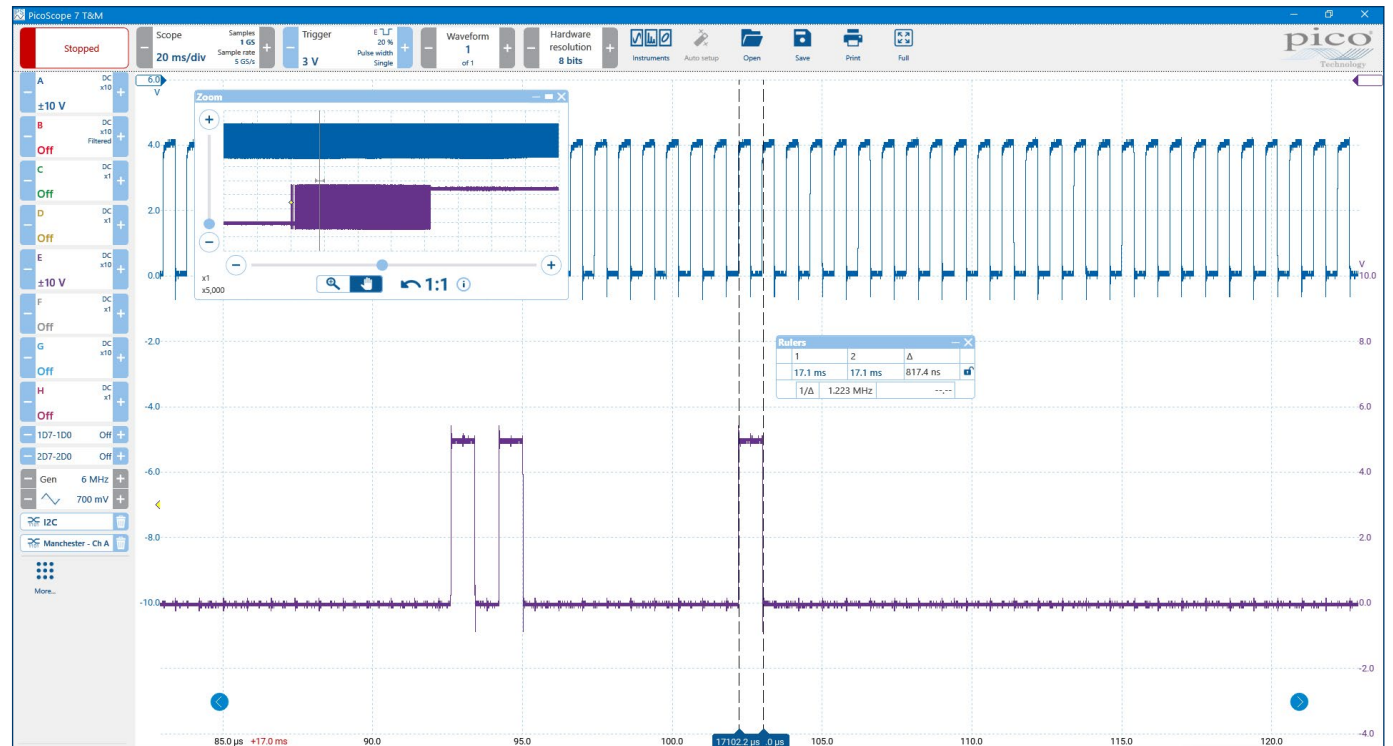 PicoScope 7 T&M
Stopped
Scope
20 ms/div
Samples
1 GS
Sample rate
5 GS/s
Trigger
3 V
E
20 %
Pulse width
Single
Waveform
1
of 1
Hardware
resolution
8 bits
Instruments
Auto setup
Open
Save
Print
Full
pico
Technology
A
DC
x10
±10 V
B
DC
x10
Filtered
Off
C
DC
x1
Off
D
DC
x1
Off
E
DC
x10
±10 V
F
DC
x1
Off
G
DC
x10
Off
H
DC
x1
Off
1D7-1D0 Off
2D7-2D0 Off
Gen 6 MHz
700 mV
I2C
Manchester - Ch A
More...
6.0
V
4.0
2.0
0.0
-2.0
-4.0
-6.0
-8.0
-10.0
Zoom
x1
x5,000
1:1
Rulers
1 2 Δ
17.1 ms 17.1 ms 817.4 ns
1/Δ 1.223 MHz --.--
V
10.0
8.0
6.0
4.0
2.0
0.0
-2.0
-4.0
85.0 µs +17.0 ms 90.0 95.0 100.0 17102.2 µs .0 µs 105.0 110.0 115.0 120.0